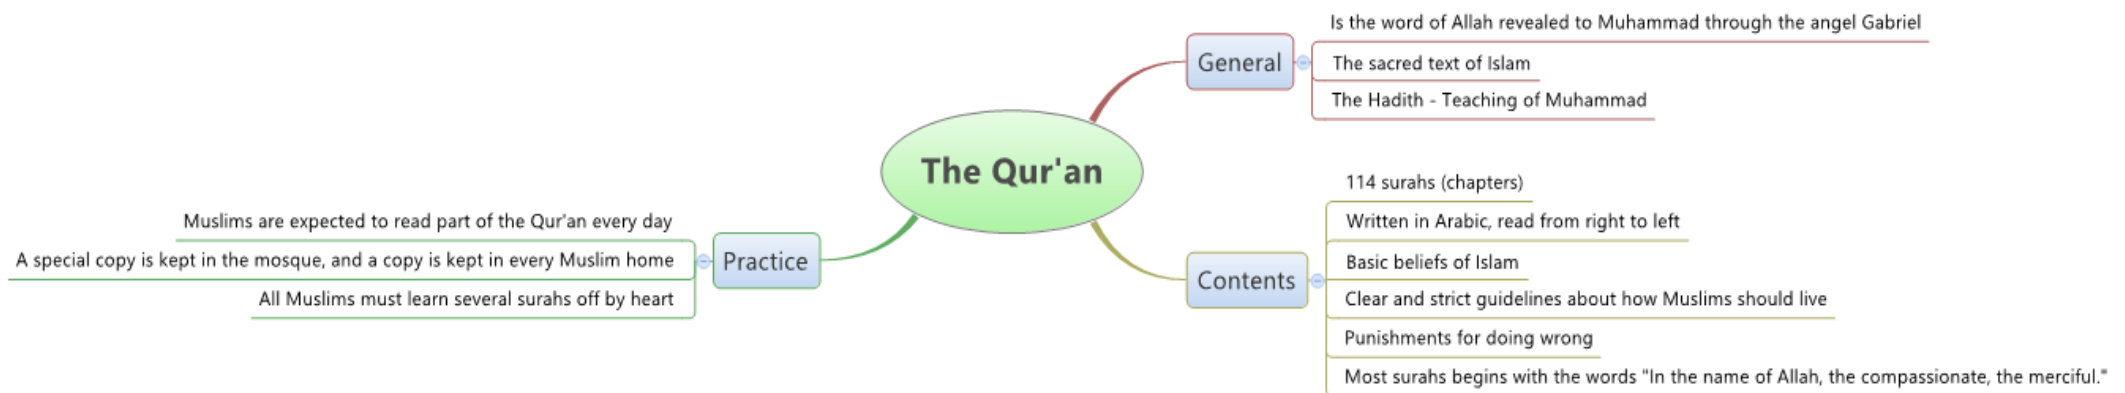 The Qur'an
General
Is the word of Allah revealed to Muhammad through the angel Gabriel
The sacred text of Islam
The Hadith - Teaching of Muhammad
Contents
114 surahs (chapters)
Written in Arabic, read from right to left
Basic beliefs of Islam
Clear and strict guidelines about how Muslims should live
Punishments for doing wrong
Most surahs begins with the words "In the name of Allah, the compassionate, the merciful."
Practice
Muslims are expected to read part of the Qur'an every day
A special copy is kept in the mosque, and a copy is kept in every Muslim home
All Muslims must learn several surahs off by heart